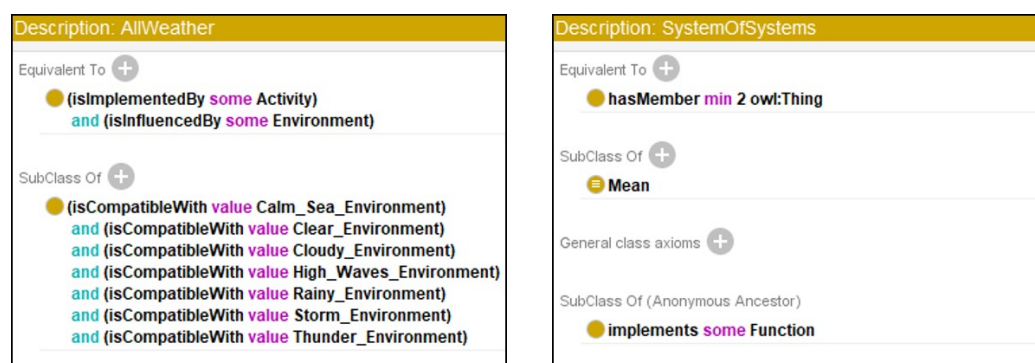 Description: AllWeather
Equivalent To
(isImplementedBy some Activity)
and (isInfluencedBy some Environment)
SubClass Of
(isCompatibleWith value Calm_Sea_Environment)
and (isCompatibleWith value Clear_Environment)
and (isCompatibleWith value Cloudy_Environment)
and (isCompatibleWith value High_Waves_Environment)
and (isCompatibleWith value Rainy_Environment)
and (isCompatibleWith value Storm_Environment)
and (isCompatibleWith value Thunder_Environment)
Description: SystemOfSystems
Equivalent To
hasMember min 2 owl:Thing
SubClass Of
Mean
General class axioms
SubClass Of (Anonymous Ancestor)
implements some Function